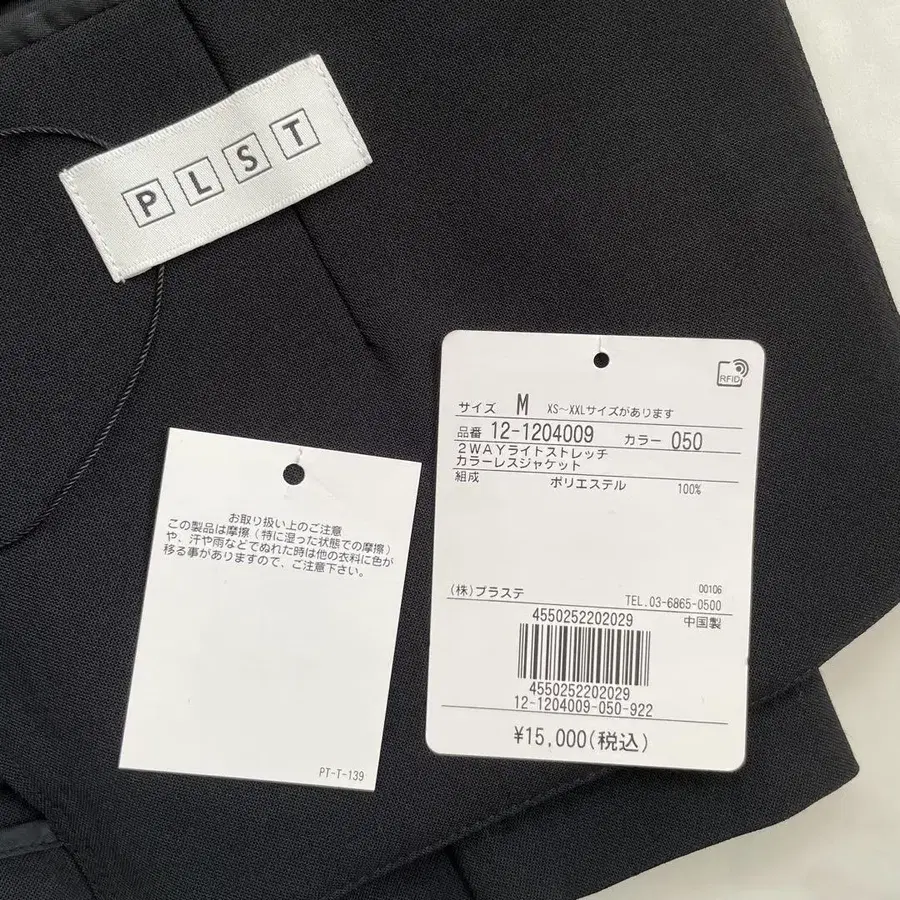 PLST
お取り扱い上のご注意
この製品は摩擦(特に湿った状態での摩擦)
や、汗や雨などでぬれた時は他の衣料に色が
移る事がありますので、ご注意下さい。
PT-T-139
RFID
サイズ M XS~XXLサイズがあります
品番 12-1204009 カラー 050
2WAYライトストレッチ
カラーレスジャケット
組成 ポリエステル 100%
00106
(株)プラステ TEL.03-6865-0500
4550252202029 中国製
4550252202029
12-1204009-050-922
¥15,000(税込)